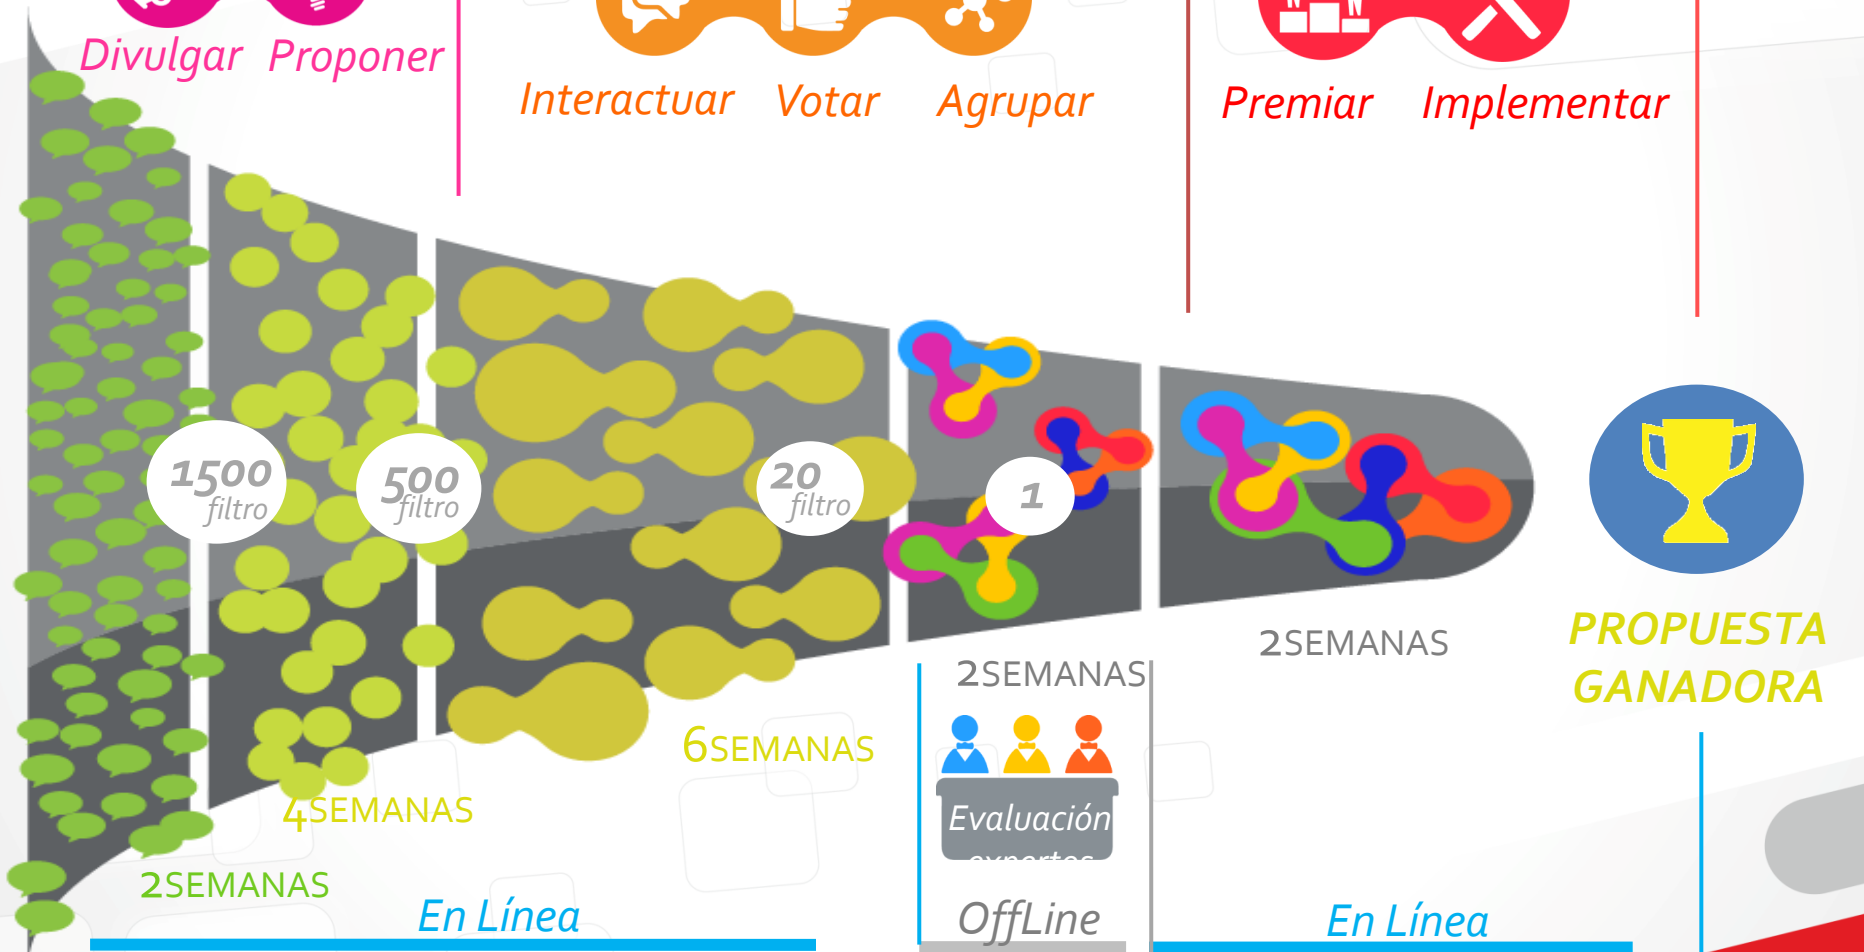 Divulgar
Proponer
Interactuar
Votar
Agrupar
Premiar
Implementar
1500
filtro
500
filtro
20
filtro
1
2SEMANAS
4SEMANAS
6SEMANAS
2SEMANAS
2SEMANAS
PROPUESTA
GANADORA
Evaluación
expertos
En Línea
OffLine
En Línea